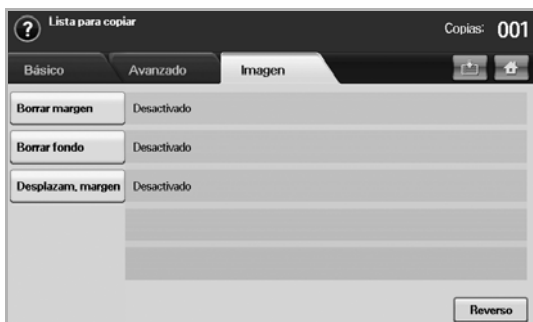 Lista para copiar
Copias: 001
Básico Avanzado Imagen
Borrar margen Desactivado
Borrar fondo Desactivado
Desplazam, margen Desactivado
Reverso